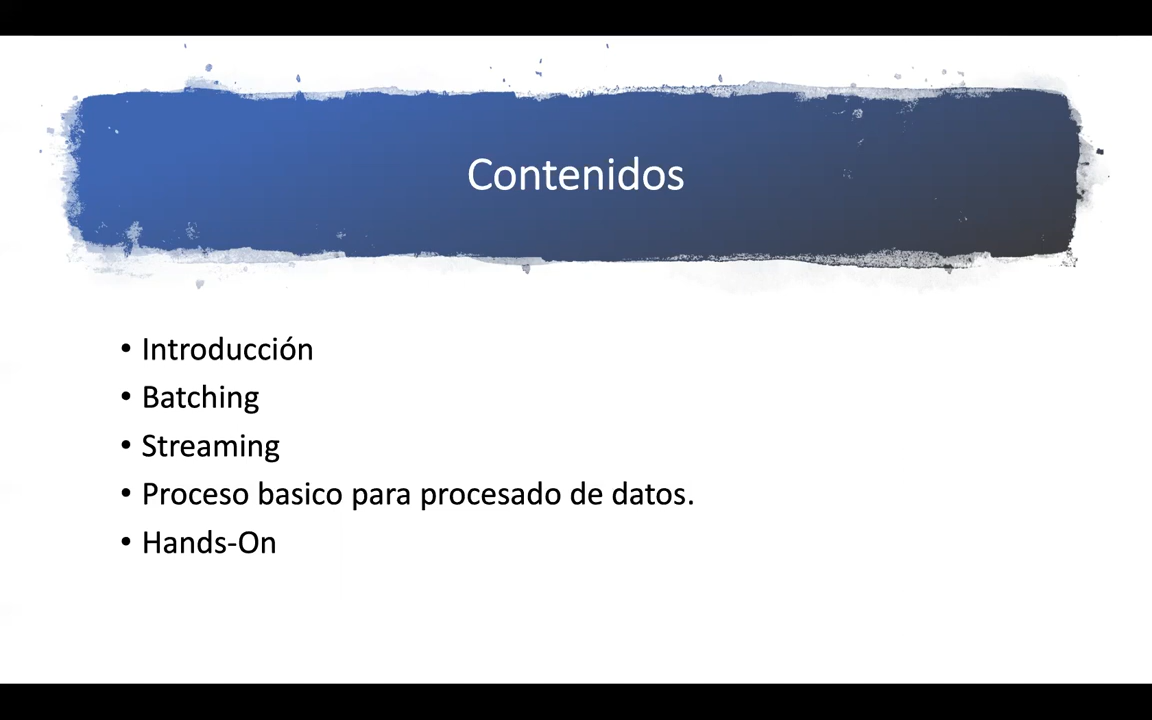 Contenidos
• Introducción
• Batching
• Streaming
• Proceso basico para procesado de datos.
• Hands-On